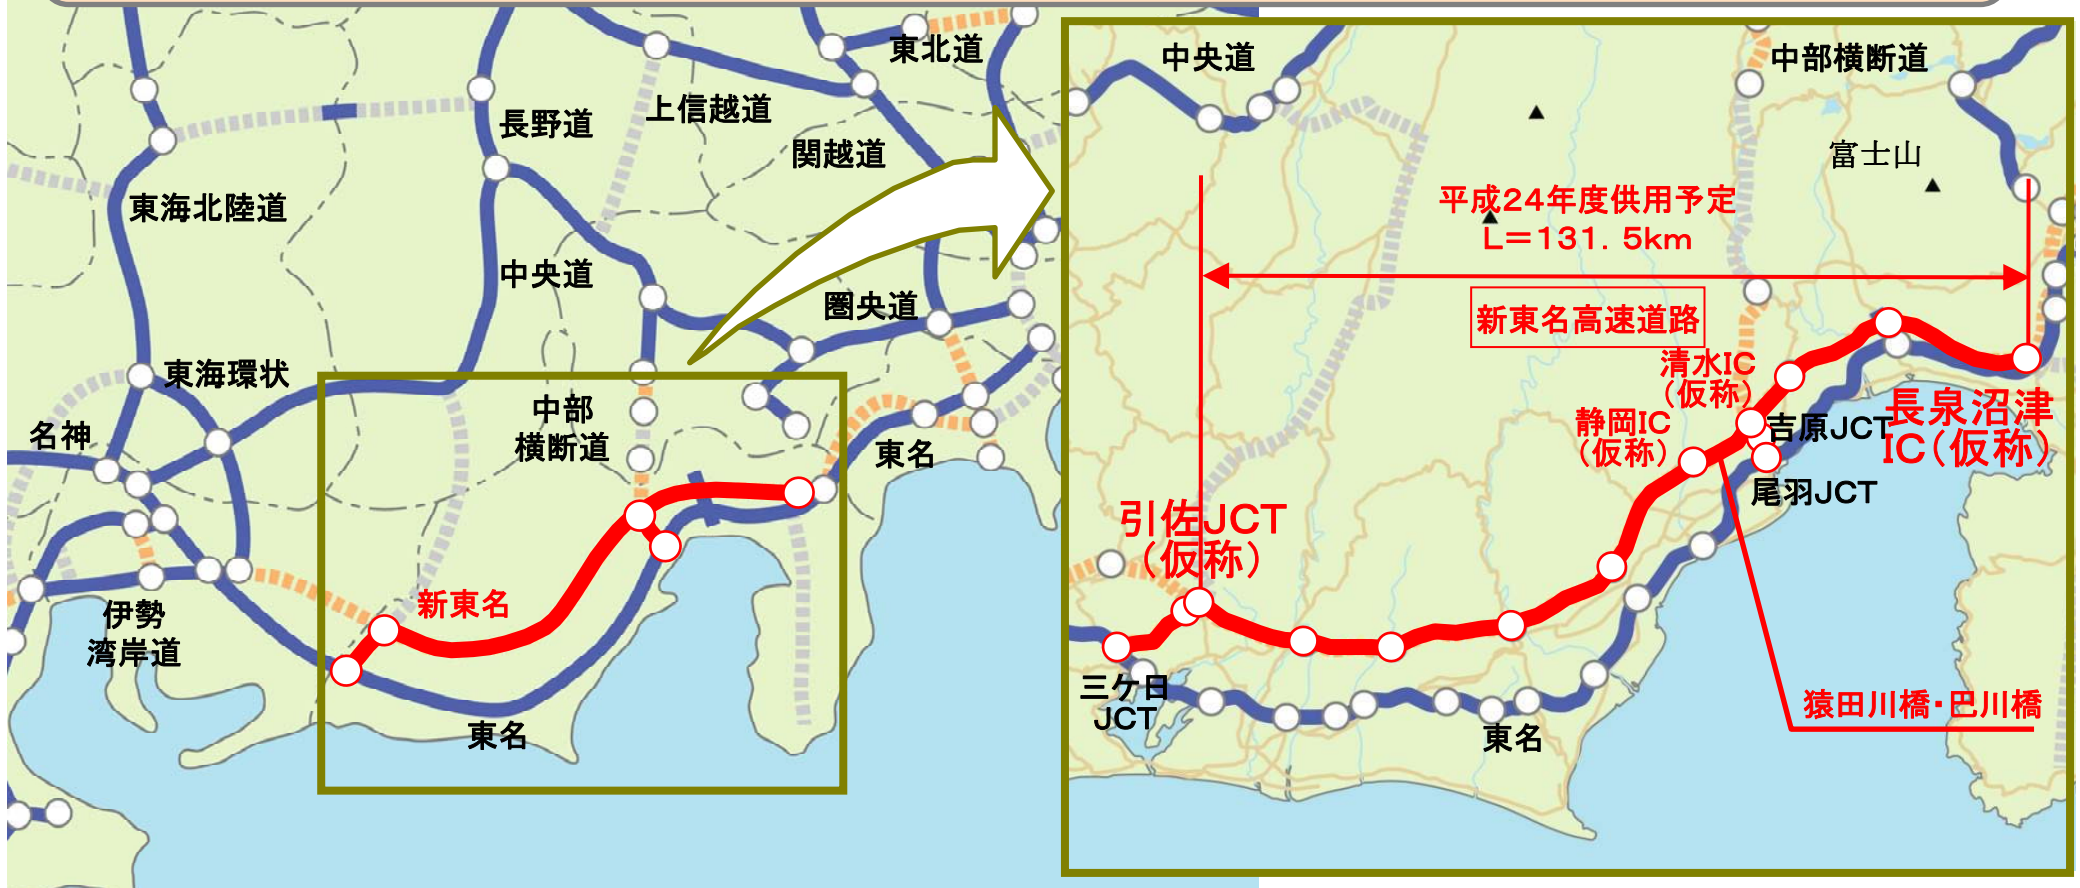 東北道
長野道
上信越道
関越道
東海北陸道
中央道
圏央道
東海環状
中部
横断道
名神
東名
新東名
伊勢
湾岸道
東名
中央道
中部横断道
富士山
平成24年度供用予定
L=131. 5km
新東名高速道路
清水IC
(仮称)
静岡IC
(仮称)
吉原JCT
長泉沼津
IC(仮称)
尾羽JCT
引佐JCT
(仮称)
三ケ日
JCT
東名
猿田川橋・巴川橋